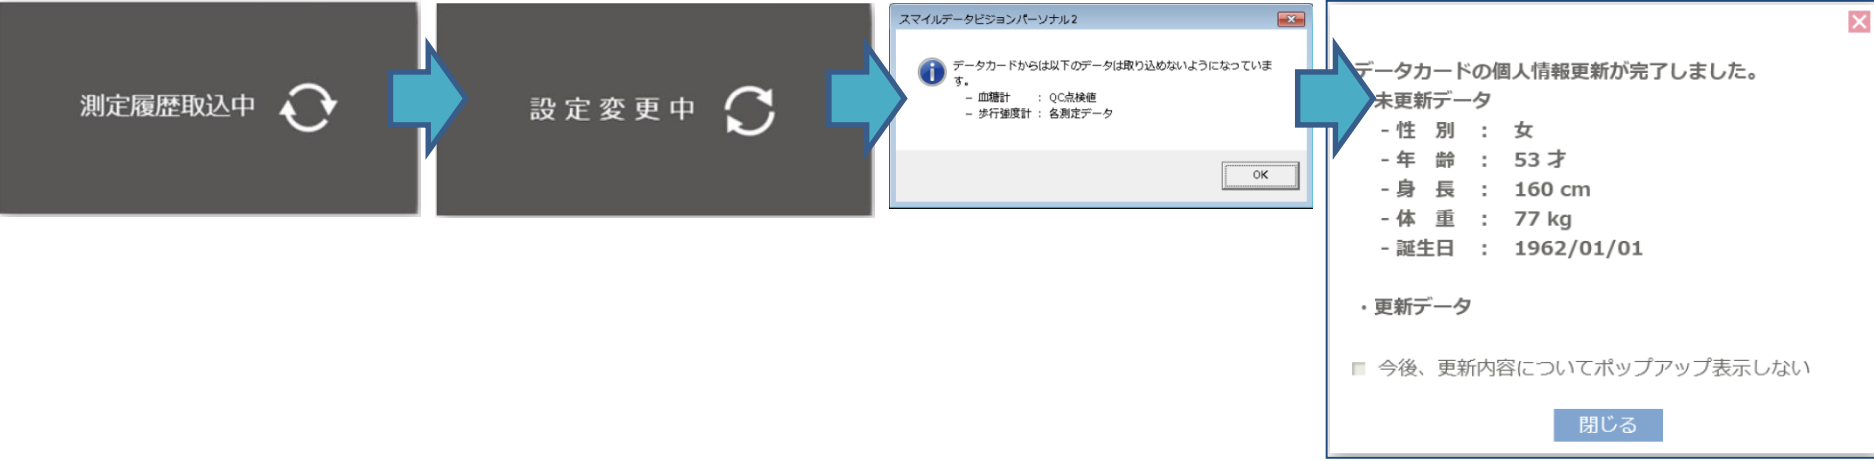 測定履歴取込中
設定変更中
スマイルデータビジョンパーソナル2
データカードからは以下のデータは取り込めないようになっていま
す。
– 血糖計 : QC点検値
– 歩行強度計 : 各測定データ
OK
データカードの個人情報更新が完了しました。
未更新データ
- 性 別 : 女
- 年 齢 : 53 才
- 身 長 : 160 cm
- 体 重 : 77 kg
- 誕生日 : 1962/01/01
・更新データ
今後、更新内容についてポップアップ表示しない
閉じる